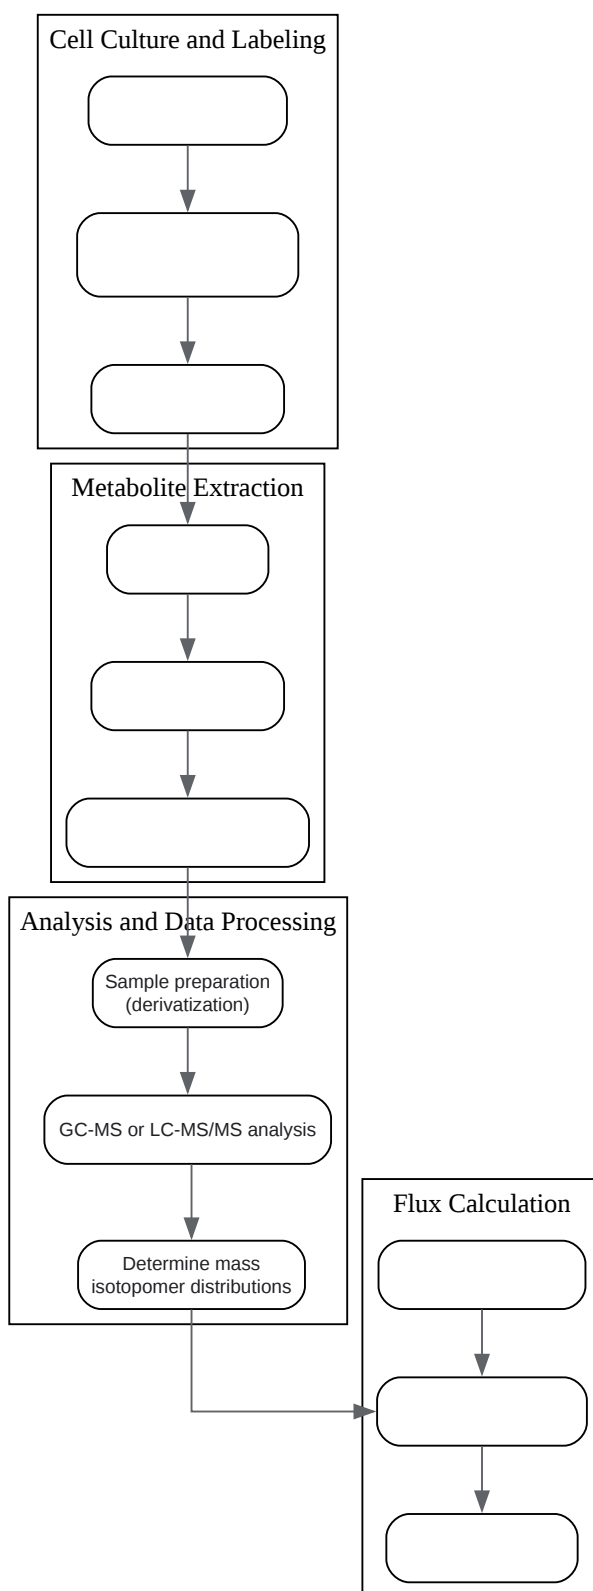 Cell Culture and Labeling
Metabolite Extraction
Analysis and Data Processing
Sample preparation
(derivatization)
GC-MS or LC-MS/MS analysis
Determine mass
isotopomer distributions
Flux Calculation